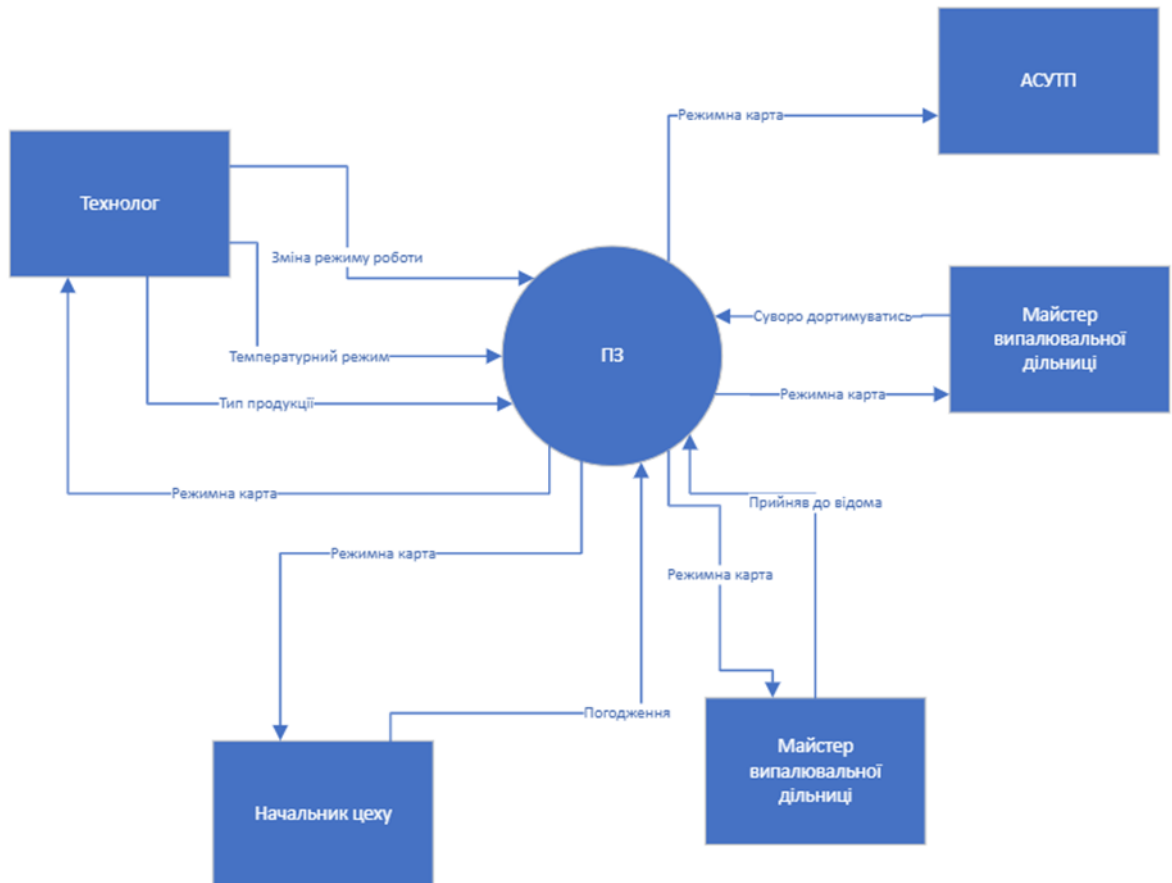 АСУТП
Режимна карта
Технолог
Зміна режиму роботи
Майстер
випалювальної
дільниці
Суворо дортимуватись
ПЗ
Температурний режим
Режимна карта
Тип продукції
Режимна карта
Прийняв до відома
Режимна карта
Режимна карта
Погодження
Майстер
випалювальної
дільниці
Начальник цеху